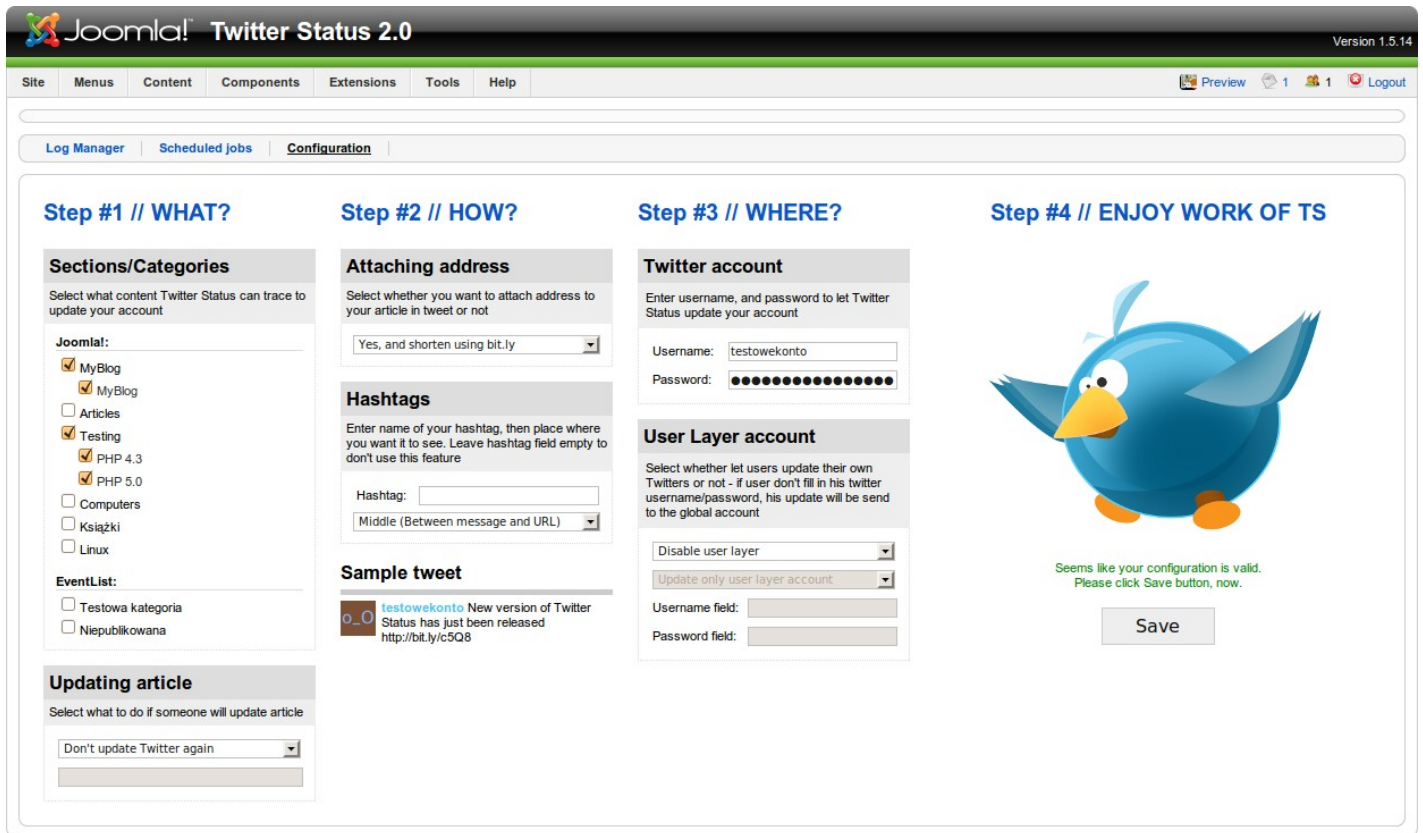 Joomla!™ Twitter Status 2.0
Version 1.5.14
Site Menus Content Components Extensions Tools Help
Preview 1 1 Logout
Log Manager Scheduled jobs Configuration
Step #1 // WHAT?
Sections/Categories
Select what content Twitter Status can trace to
update your account
Joomla!:
MyBlog
MyBlog
Articles
Testing
PHP 4.3
PHP 5.0
Computers
Książki
Linux
EventList:
Testowa kategoria
Niepublikowana
Updating article
Select what to do if someone will update article
Don't update Twitter again
Step #2 // HOW?
Attaching address
Select whether you want to attach address to
your article in tweet or not
Yes, and shorten using bit.ly
Hashtags
Enter name of your hashtag, then place where
you want it to see. Leave hashtag field empty to
don't use this feature
Hashtag:
Middle (Between message and URL)
Sample tweet
o_O
testowekonto New version of Twitter
Status has just been released
http://bit.ly/c5Q8
Step #3 // WHERE?
Twitter account
Enter username, and password to let Twitter
Status update your account
Username: testowekonto
Password: ●●●●●●●●●●●●●●●●
User Layer account
Select whether let users update their own
Twitters or not - if user don't fill in his twitter
username/password, his update will be send
to the global account
Disable user layer
Update only user layer account
Username field:
Password field:
Step #4 // ENJOY WORK OF TS
Seems like your configuration is valid.
Please click Save button, now.
Save